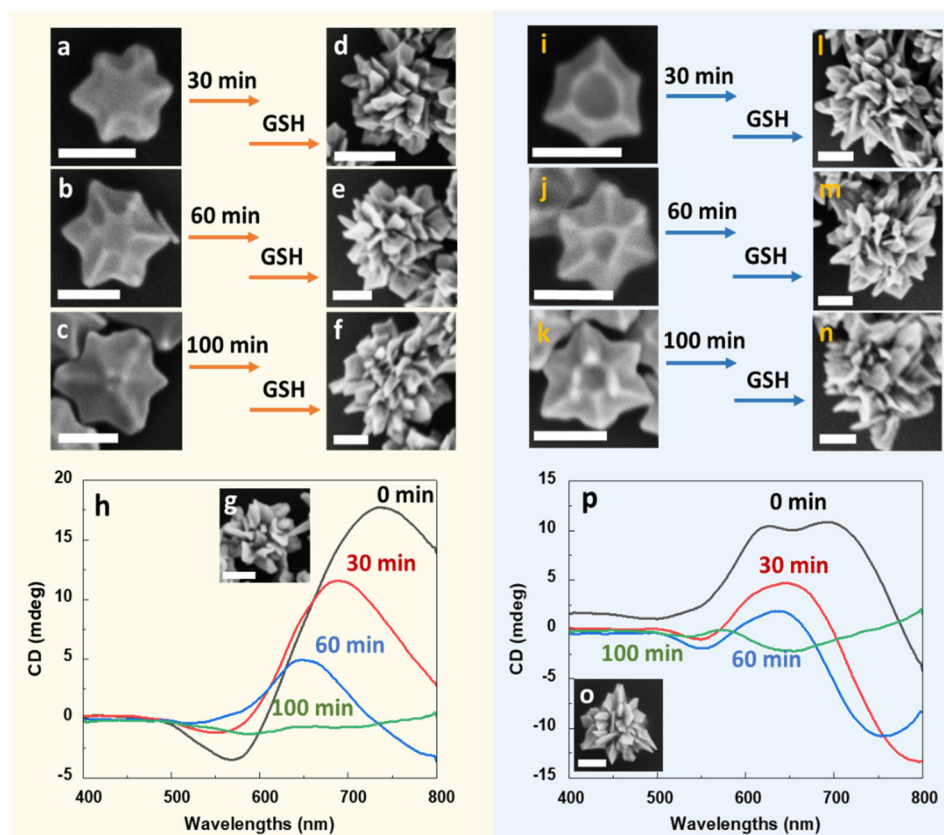 a
30 min
GSH
d
b
60 min
GSH
e
c
100 min
GSH
f
i
30 min
GSH
l
j
60 min
GSH
m
k
100 min
GSH
n
h
g
0 min
30 min
60 min
100 min
20
15
10
5
0
-5
CD (mdeg)
400 500 600 700 800
Wavelengths (nm)
p
0 min
30 min
100 min
60 min
o
15
10
5
0
-5
-10
-15
CD (mdeg)
400 500 600 700 800
Wavelengths (nm)